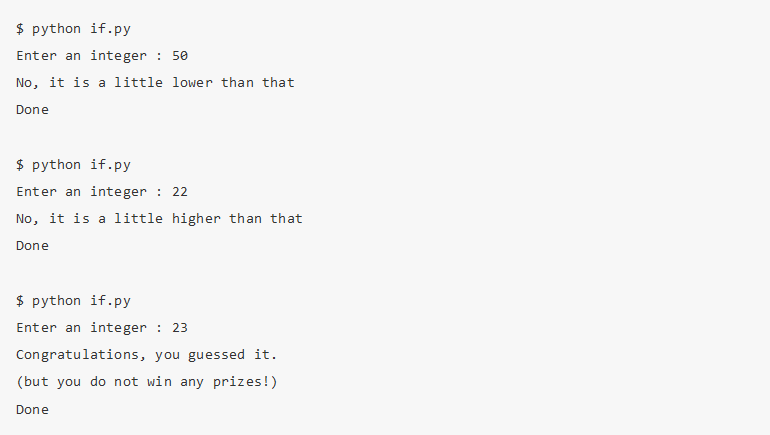 $ python if.py
Enter an integer : 50
No, it is a little lower than that
Done
$ python if.py
Enter an integer : 22
No, it is a little higher than that
Done
$ python if.py
Enter an integer : 23
Congratulations, you guessed it.
(but you do not win any prizes!)
Done